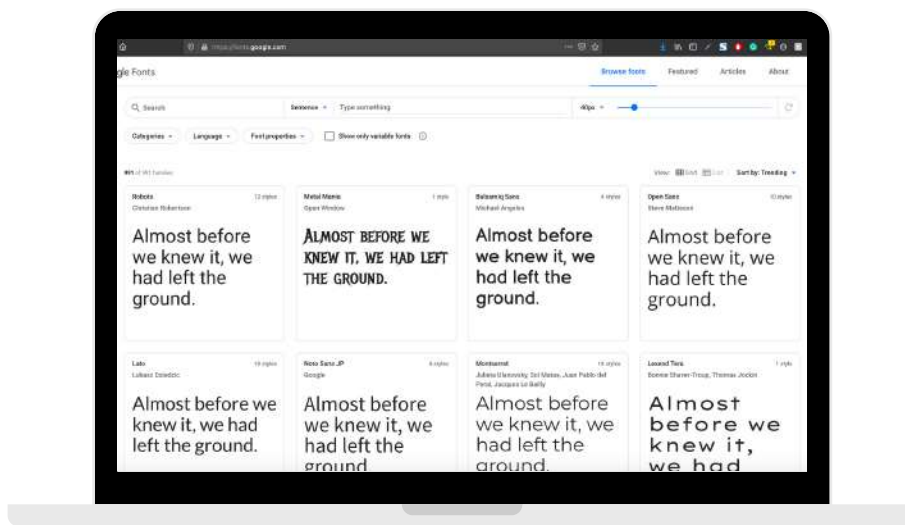 https://fonts.google.com
gle Fonts
Browse fonts Featured Articles About
Search
Sentence Type something
40px
Categories Language Font properties Show only variable fonts
991 of 991 families
View: Grid List Sort by: Trending
Roboto 12 styles
Christian Robertson
Almost before
we knew it, we
had left the
ground.
Metal Mania 1 style
Open Window
Almost before we
knew it, we had left
the ground.
Balsamiq Sans 4 styles
Michael Angeles
Almost before
we knew it, we
had left the
ground.
Open Sans 10 styles
Steve Matteson
Almost before
we knew it, we
had left the
ground.
Lato 10 styles
Łukasz Dziedzic
Almost before we
knew it, we had
left the ground.
Noto Sans JP 6 styles
Google
Almost before
we knew it, we
had left the
ground
Montserrat 18 styles
Julieta Ulanovsky, Sol Matas, Juan Pablo del
Peral, Jacques Le Bailly
Almost before
we knew it, we
had left the
ground.
Lexend Tera 1 style
Bonnie Shaver-Troup, Thomas Jockin
Almost
before we
knew it,
we had